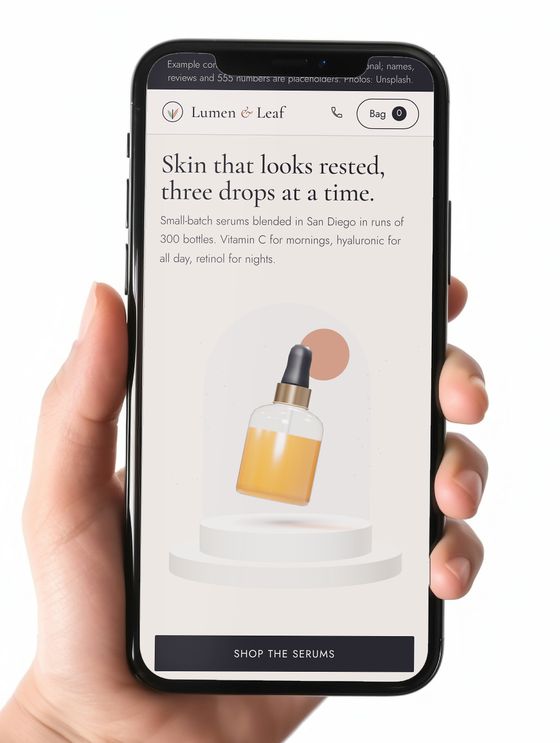 Example con onal; names,
reviews and 555 numbers are placeholders. Photos: Unsplash.
Lumen & Leaf
Bag 0
Skin that looks rested,
three drops at a time.
Small-batch serums blended in San Diego in runs of
300 bottles. Vitamin C for mornings, hyaluronic for
all day, retinol for nights.
SHOP THE SERUMS